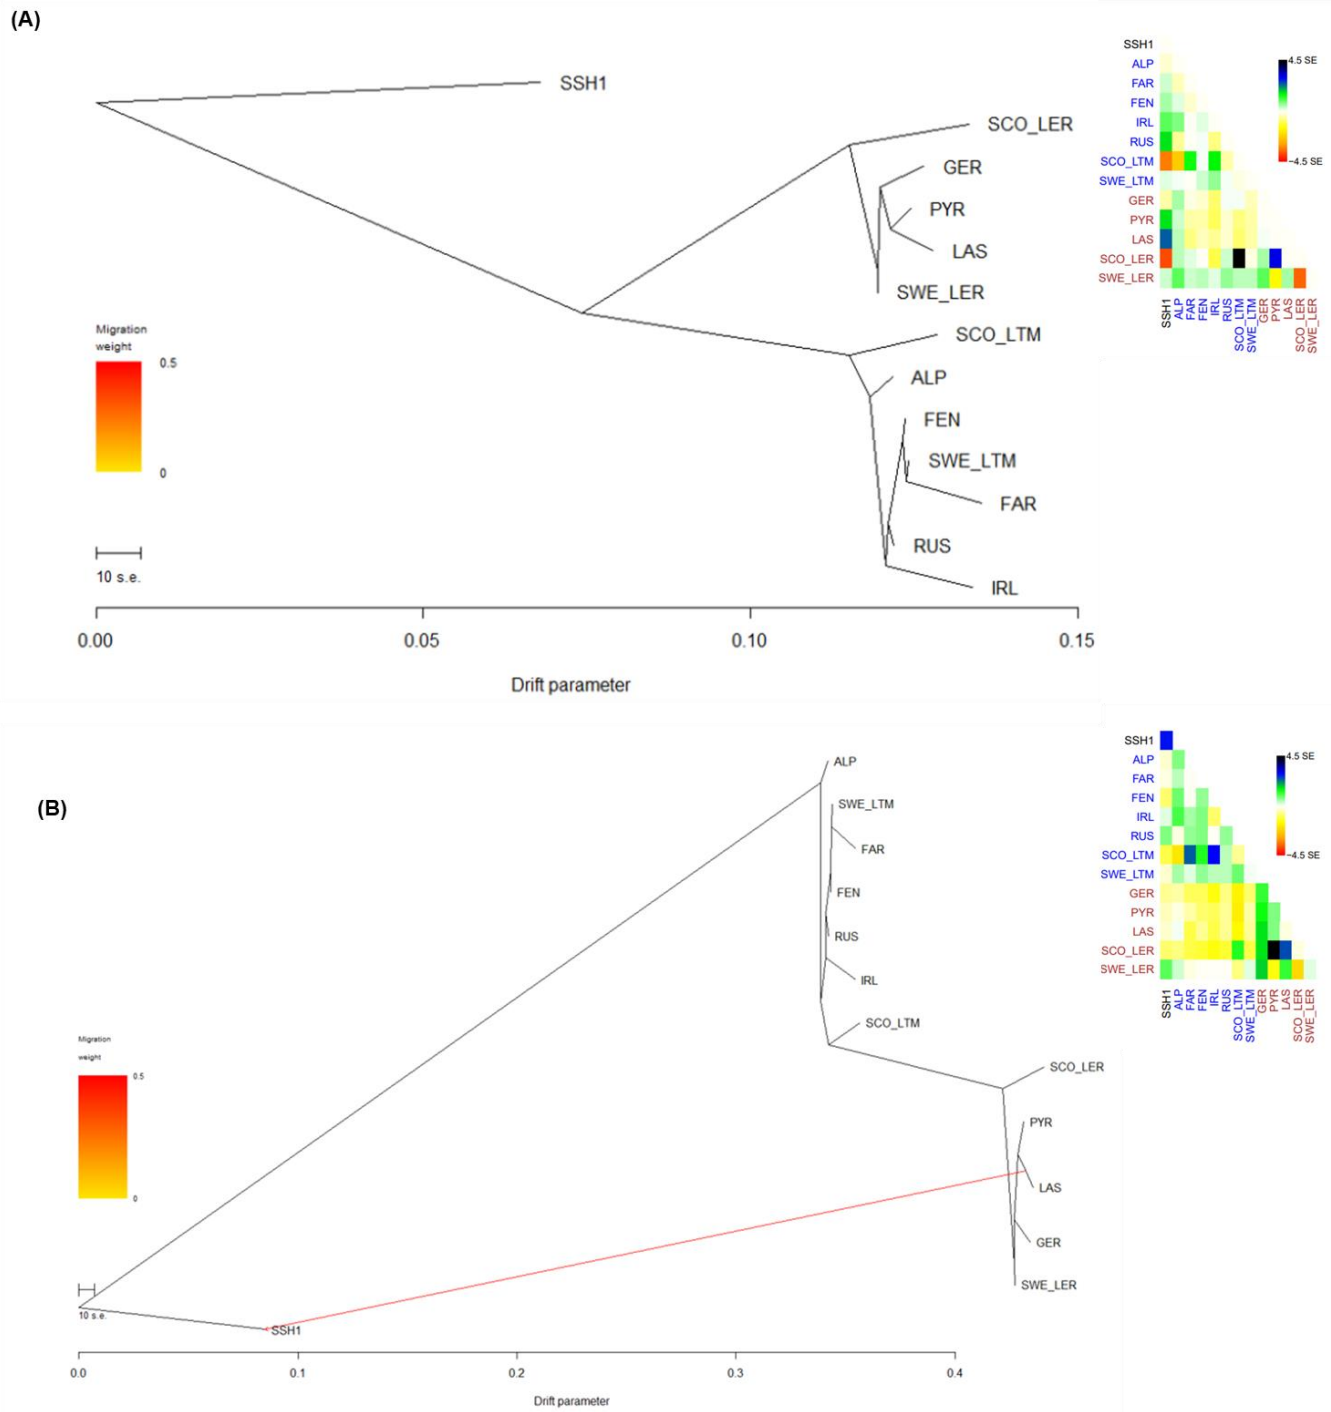 (A)
SSH1
SCO_LER
GER
PYR
LAS
SWE_LER
SCO_LTM
ALP
FEN
SWE_LTM
FAR
RUS
IRL
Migration
weight
0.5
0
10 s.e.
0.00 0.05 0.10 0.15
Drift parameter
SSH1
ALP
FAR
FEN
IRL
RUS
SCO_LTM
SWE_LTM
GER
PYR
LAS
SCO_LER
SWE_LER
4.5 SE
−4.5 SE
SSH1 ALP FAR FEN IRL RUS SCO_LTM SWE_LTM GER PYR LAS SCO_LER SWE_LER
(B)
ALP
SWE_LTM
FAR
FEN
RUS
IRL
SCO_LTM
SCO_LER
PYR
LAS
GER
SWE_LER
SSH1
Migration
weight
0.5
0
10 s.e.
0.0 0.1 0.2 0.3 0.4
Drift parameter
SSH1
ALP
FAR
FEN
IRL
RUS
SCO_LTM
SWE_LTM
GER
PYR
LAS
SCO_LER
SWE_LER
4.5 SE
−4.5 SE
SSH1 ALP FAR FEN IRL RUS SCO_LTM SWE_LTM GER PYR LAS SCO_LER SWE_LER